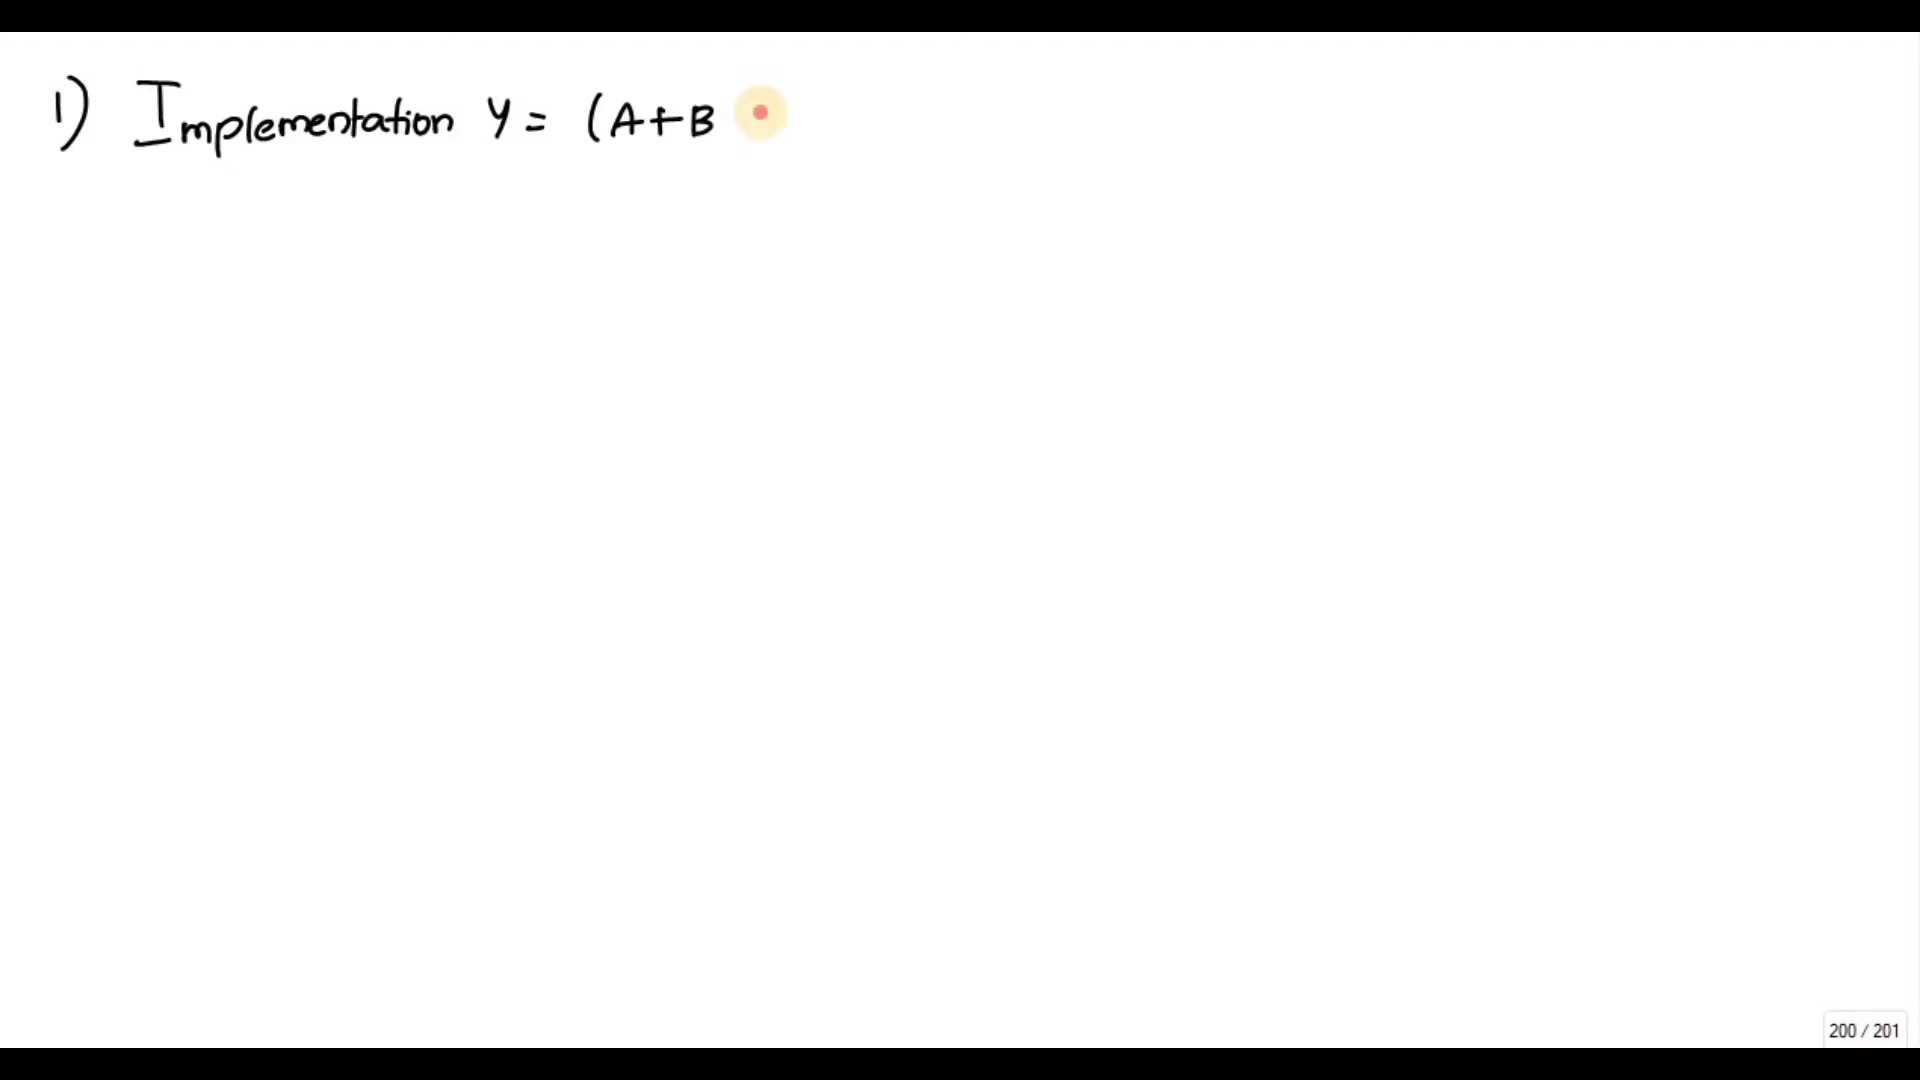 1) Implementation Y = (A+B
200 / 201